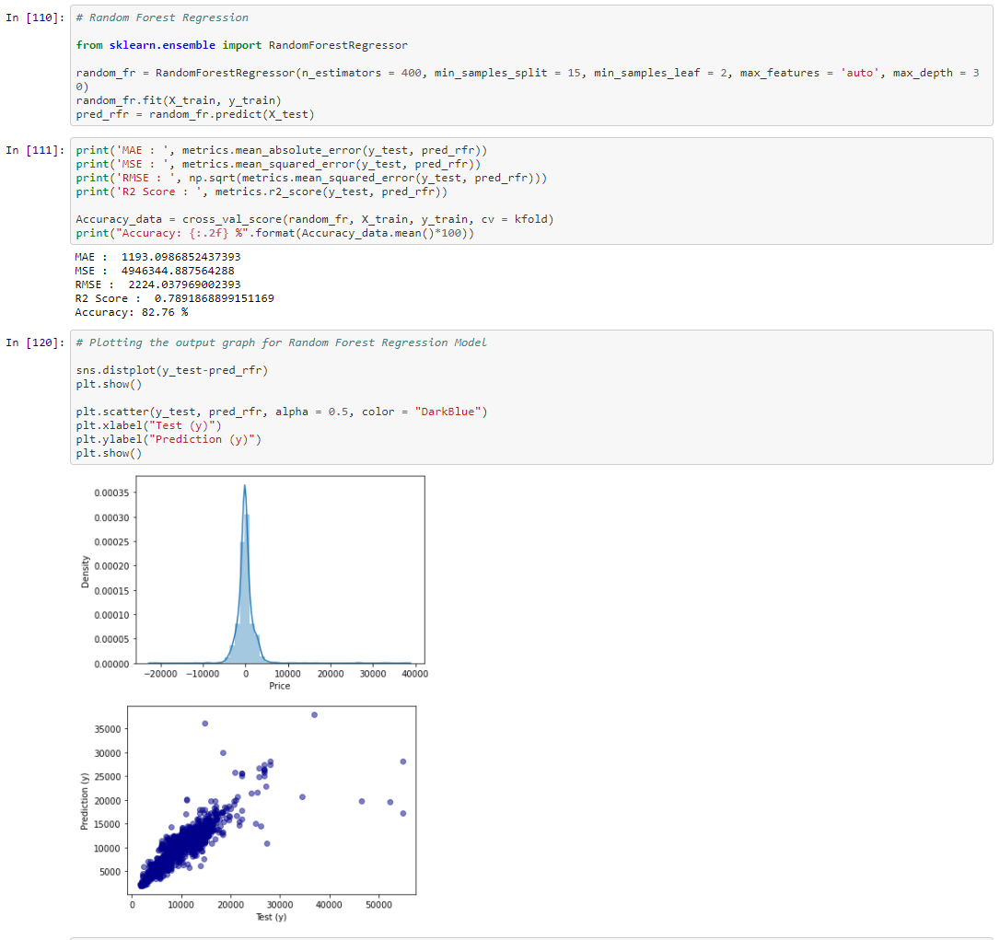 In [110]:
# Random Forest Regression
from sklearn.ensemble import RandomForestRegressor
random_fr = RandomForestRegressor(n_estimators = 400, min_samples_split = 15, min_samples_leaf = 2, max_features = 'auto', max_depth = 3
0)
random_fr.fit(X_train, y_train)
pred_rfr = random_fr.predict(X_test)
In [111]:
print('MAE : ', metrics.mean_absolute_error(y_test, pred_rfr))
print('MSE : ', metrics.mean_squared_error(y_test, pred_rfr))
print('RMSE : ', np.sqrt(metrics.mean_squared_error(y_test, pred_rfr)))
print('R2 Score : ', metrics.r2_score(y_test, pred_rfr))
Accuracy_data = cross_val_score(random_fr, X_train, y_train, cv = kfold)
print("Accuracy: {:.2f} %".format(Accuracy_data.mean()*100))
MAE :  1193.0986852437393
MSE :  4946344.887564288
RMSE :  2224.037969002393
R2 Score :  0.7891868899151169
Accuracy: 82.76 %
In [120]:
# Plotting the output graph for Random Forest Regression Model
sns.distplot(y_test-pred_rfr)
plt.show()
plt.scatter(y_test, pred_rfr, alpha = 0.5, color = "DarkBlue")
plt.xlabel("Test (y)")
plt.ylabel("Prediction (y)")
plt.show()
Density
0.00035
0.00030
0.00025
0.00020
0.00015
0.00010
0.00005
0.00000
−20000 −10000 0 10000 20000 30000 40000
Price
Prediction (y)
35000
30000
25000
20000
15000
10000
5000
0 10000 20000 30000 40000 50000
Test (y)